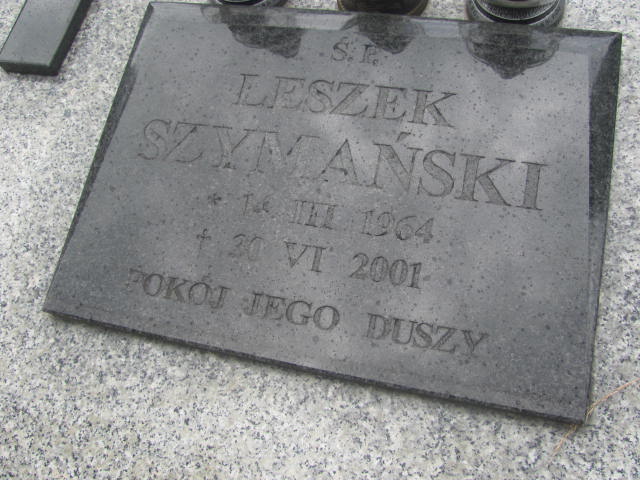 Ś.P.
LESZEK
SZYMAŃSKI
* III 1964
† 30 VI 2001
POKÓJ JEGO DUSZY